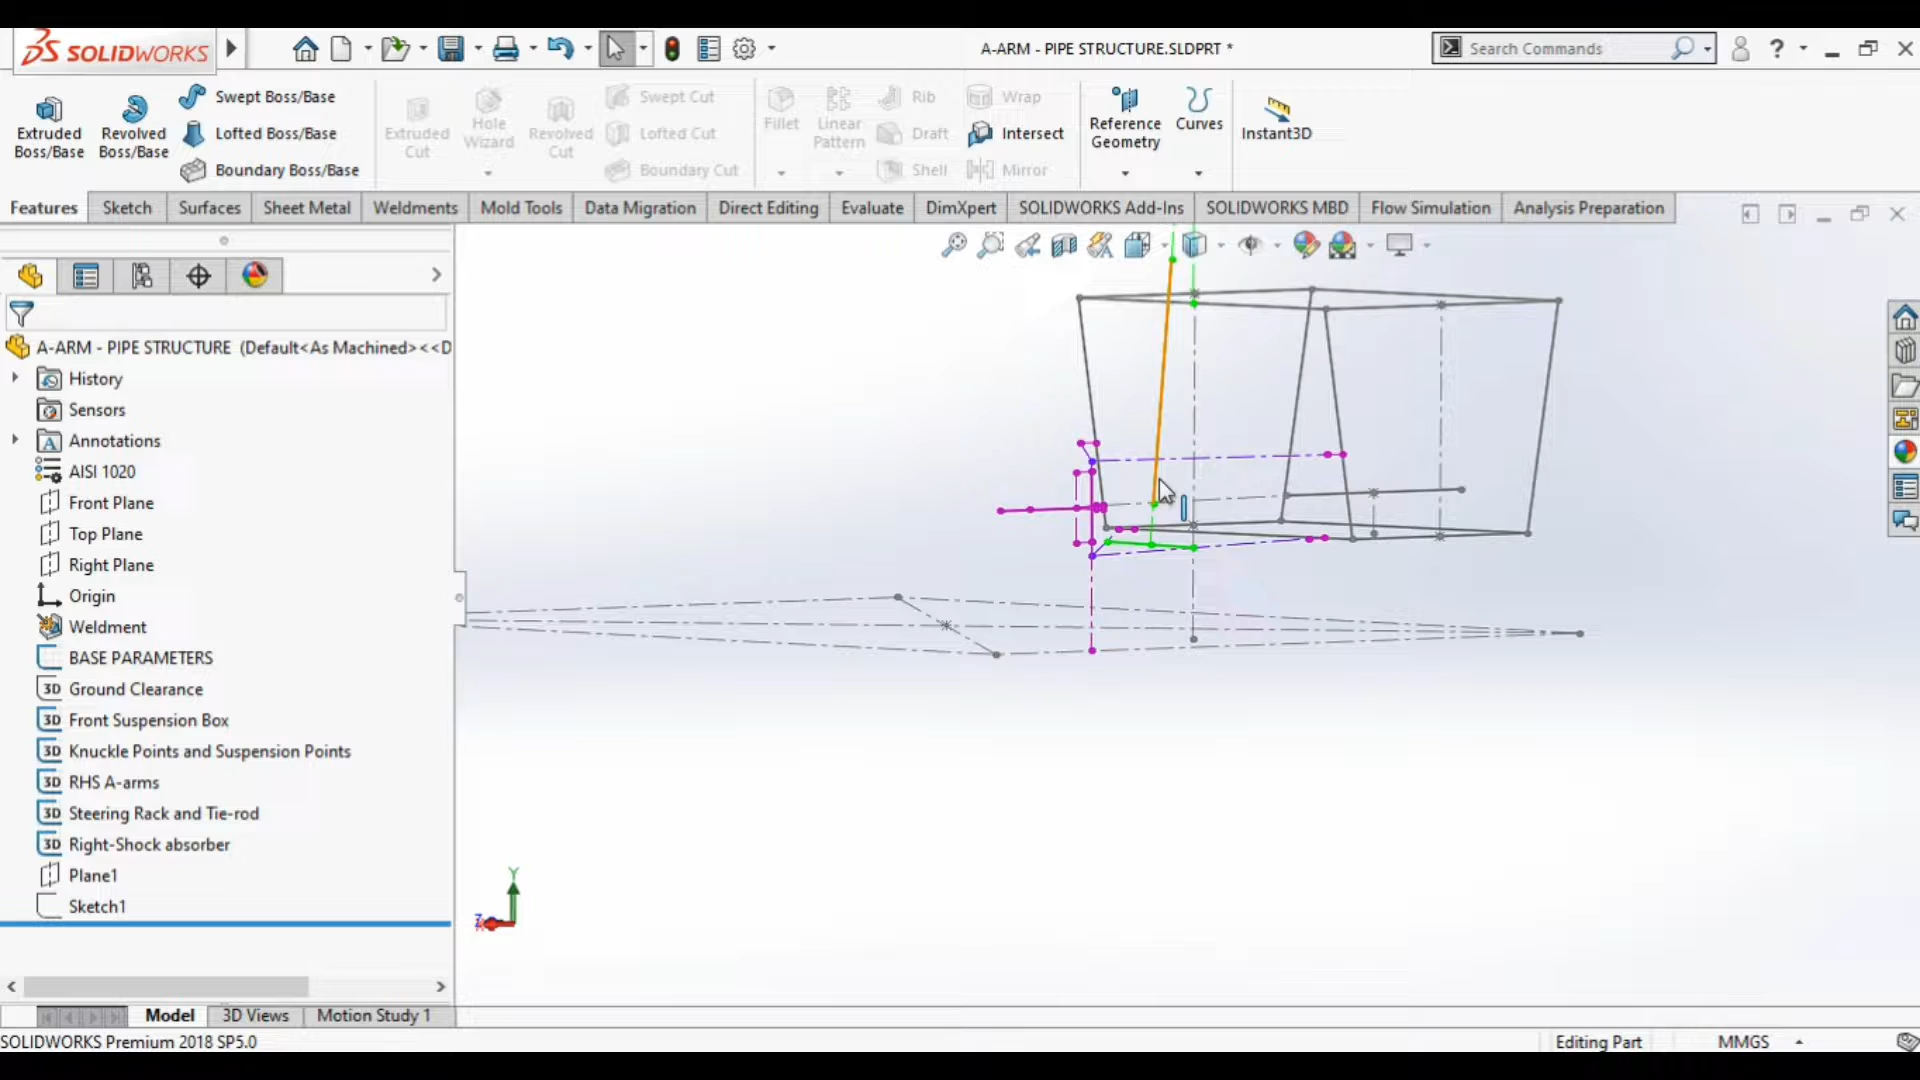 SOLIDWORKS
A-ARM - PIPE STRUCTURE.SLDPRT *
Search Commands
Extruded Boss/Base
Revolved Boss/Base
Swept Boss/Base
Lofted Boss/Base
Boundary Boss/Base
Extruded Cut
Hole Wizard
Revolved Cut
Swept Cut
Lofted Cut
Boundary Cut
Fillet
Linear Pattern
Rib
Draft
Shell
Wrap
Intersect
Mirror
Reference Geometry
Curves
Instant3D
Features
Sketch
Surfaces
Sheet Metal
Weldments
Mold Tools
Data Migration
Direct Editing
Evaluate
DimXpert
SOLIDWORKS Add-Ins
SOLIDWORKS MBD
Flow Simulation
Analysis Preparation
A-ARM - PIPE STRUCTURE (Default<As Machined><<D
History
Sensors
A Annotations
AISI 1020
Front Plane
Top Plane
Right Plane
Origin
Weldment
BASE PARAMETERS
3D Ground Clearance
3D Front Suspension Box
3D Knuckle Points and Suspension Points
3D RHS A-arms
3D Steering Rack and Tie-rod
3D Right-Shock absorber
Plane1
Sketch1
Y
Model
3D Views
Motion Study 1
SOLIDWORKS Premium 2018 SP5.0
Editing Part
MMGS